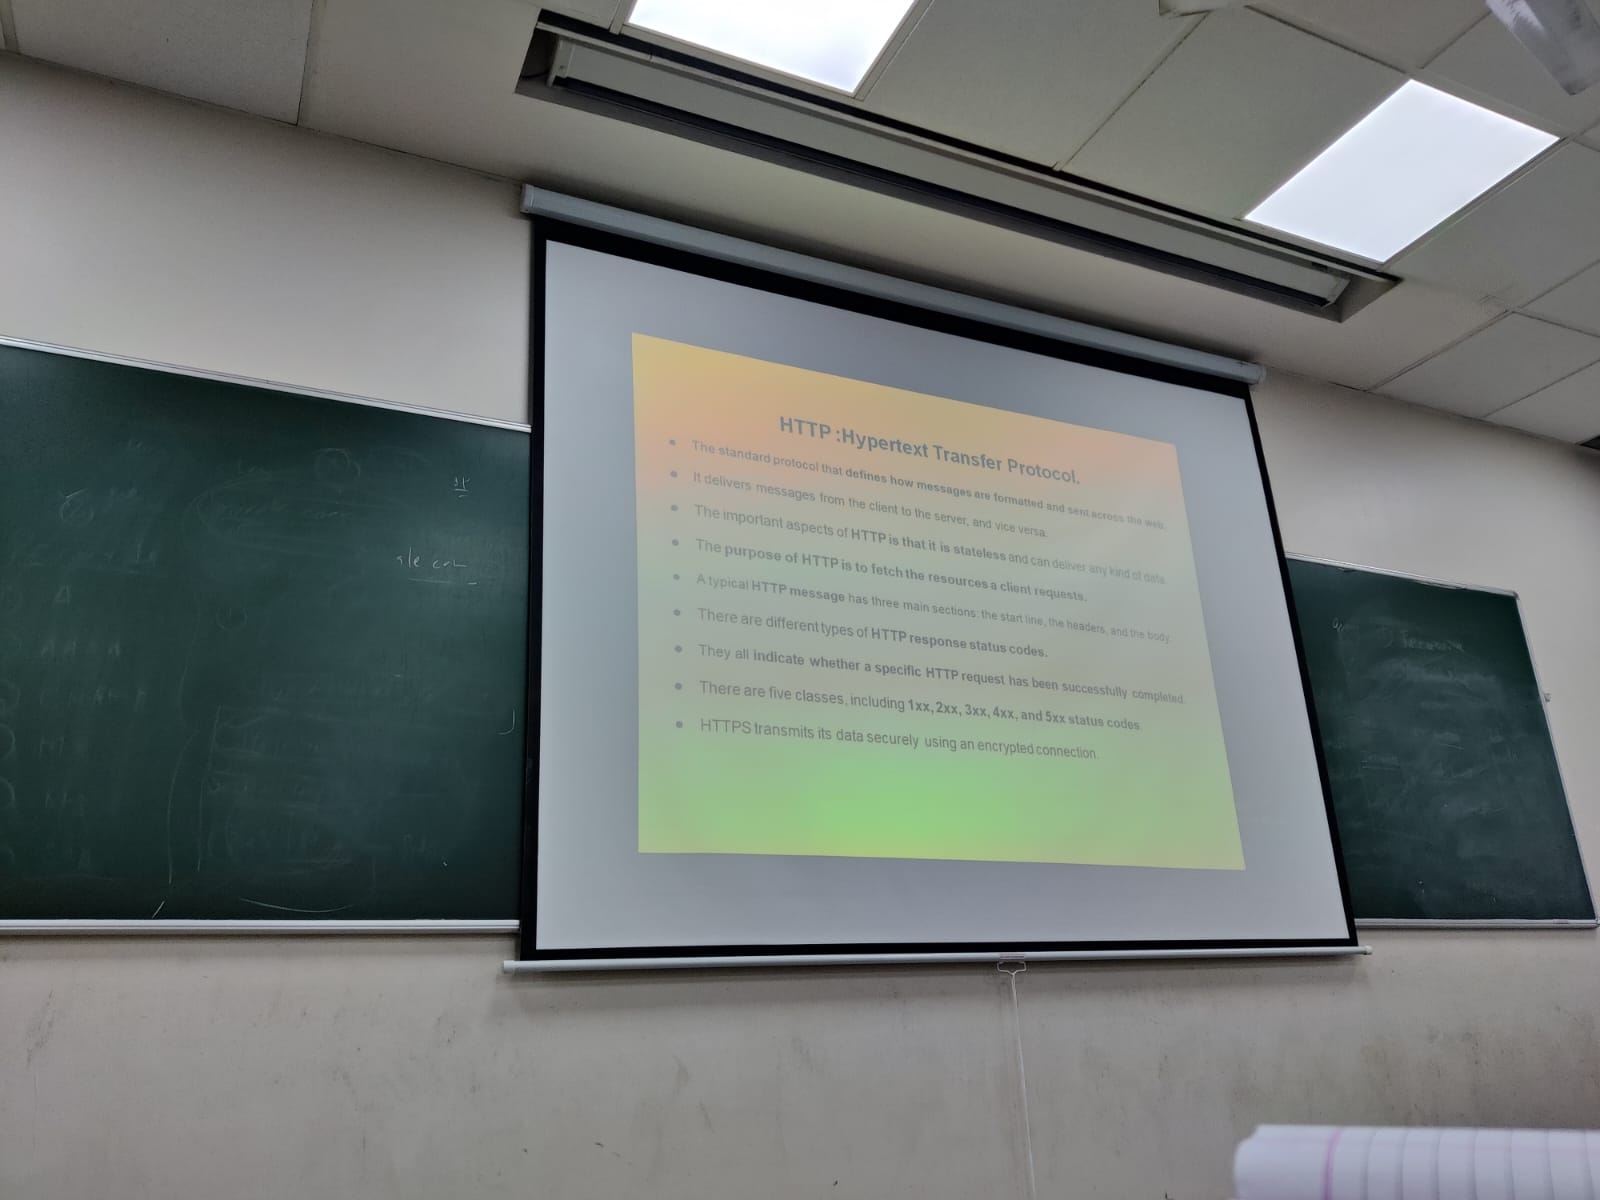 HTTP :Hypertext Transfer Protocol.
• The standard protocol that defines how messages are formatted and sent across the web.
• It delivers messages from the client to the server, and vice versa.
• The important aspects of HTTP is that it is stateless and can deliver any kind of data.
• The purpose of HTTP is to fetch the resources a client requests.
• A typical HTTP message has three main sections: the start line, the headers, and the body.
• There are different types of HTTP response status codes.
• They all indicate whether a specific HTTP request has been successfully completed.
• There are five classes, including 1xx, 2xx, 3xx, 4xx, and 5xx status codes.
• HTTPS transmits its data securely using an encrypted connection.